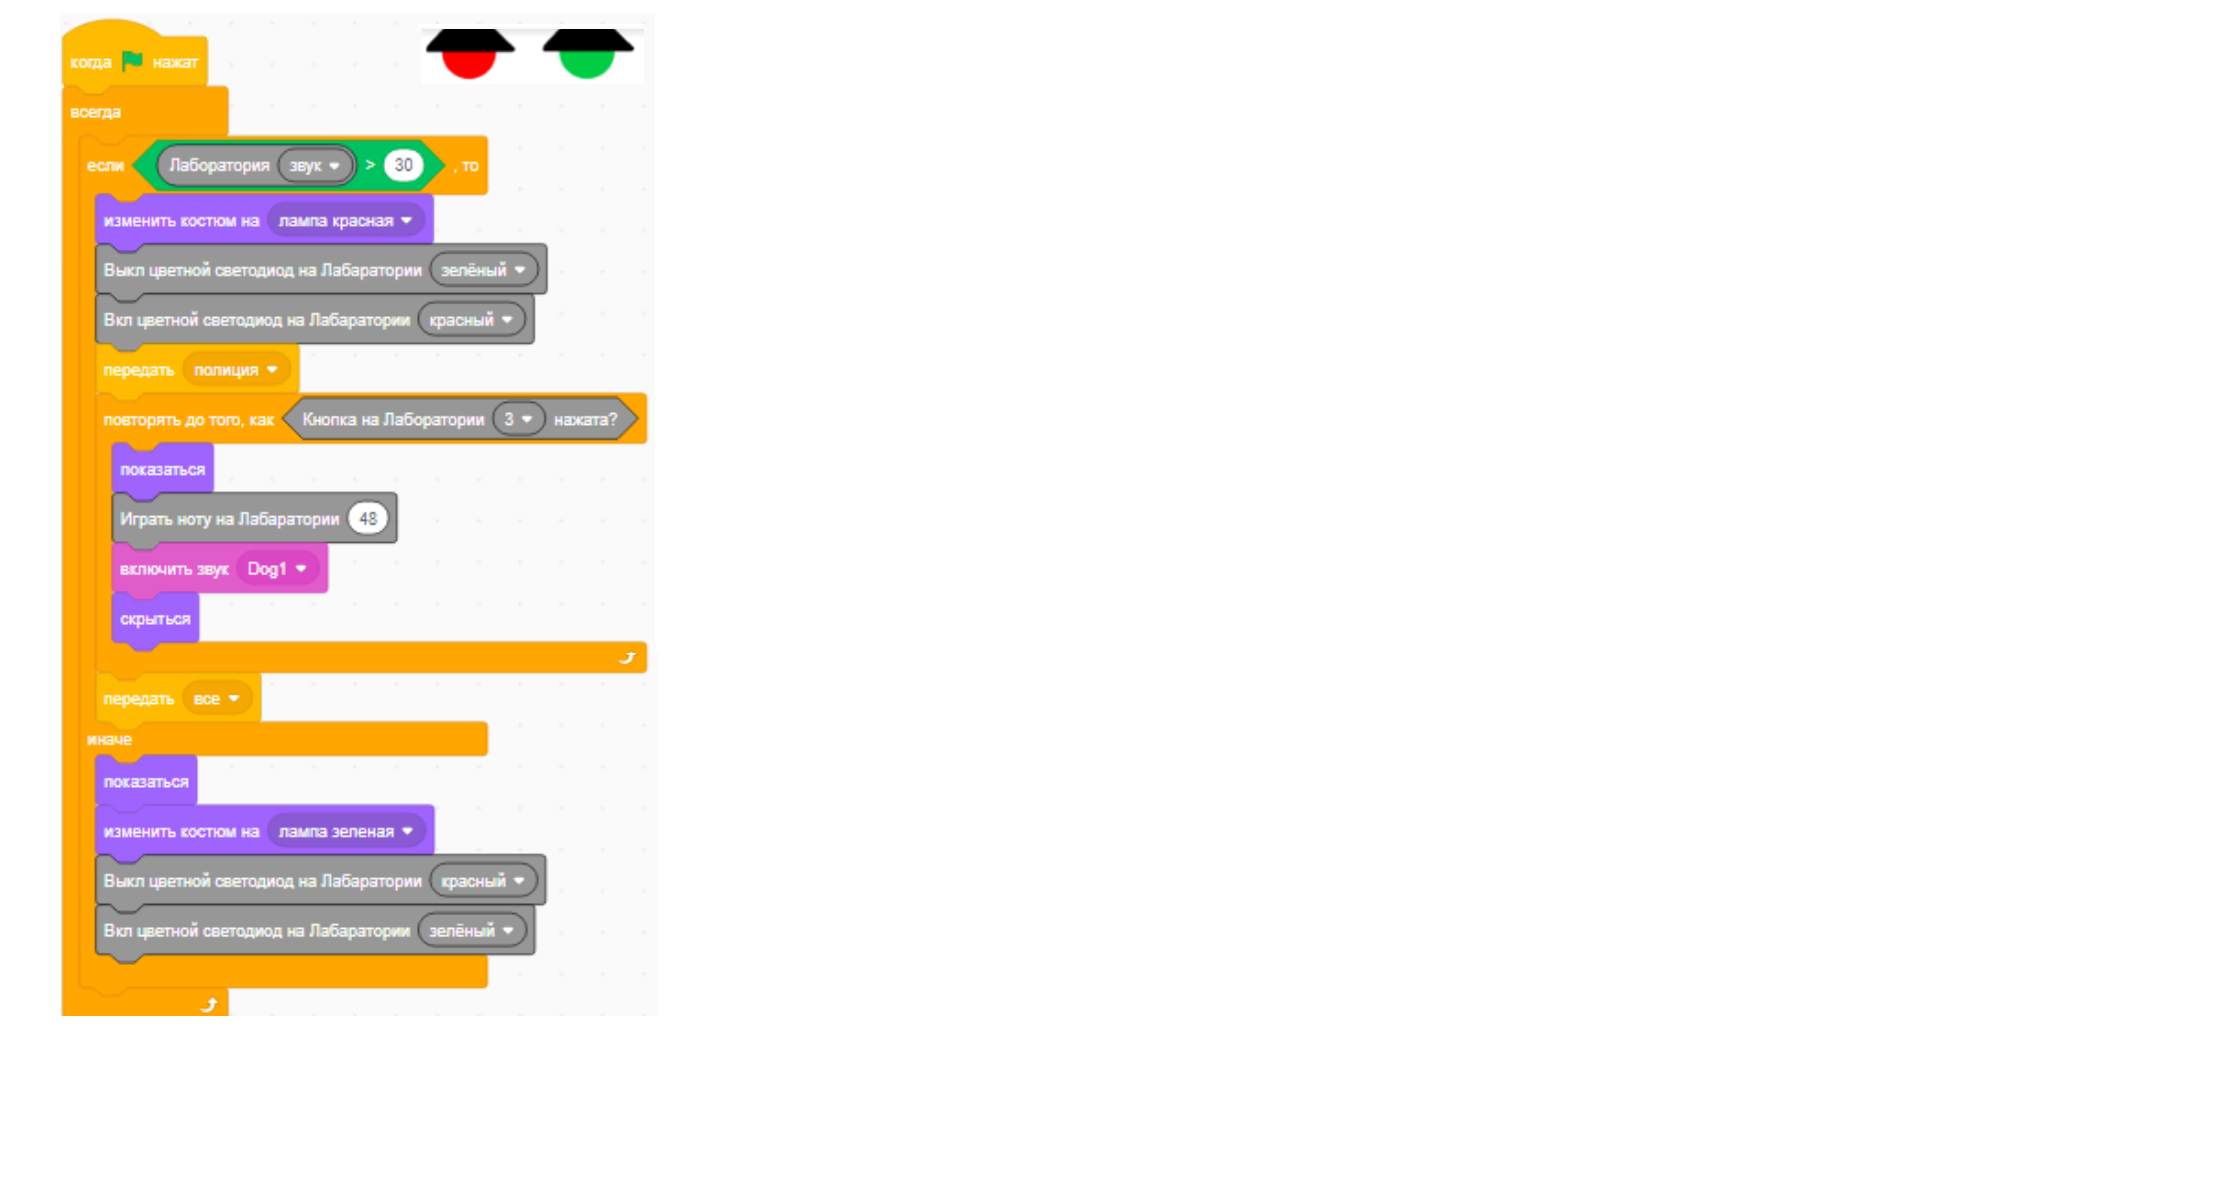 когда нажат
всегда
если Лаборатория звук > 30 , то
изменить костюм на лампа красная
Выкл цветной светодиод на Лабаратории зелёный
Вкл цветной светодиод на Лабаратории красный
передать полиция
повторять до того, как Кнопка на Лаборатории 3 нажата?
показаться
Играть ноту на Лабаратории 48
включить звук Dog1
скрыться
передать все
иначе
показаться
изменить костюм на лампа зеленая
Выкл цветной светодиод на Лабаратории красный
Вкл цветной светодиод на Лабаратории зелёный